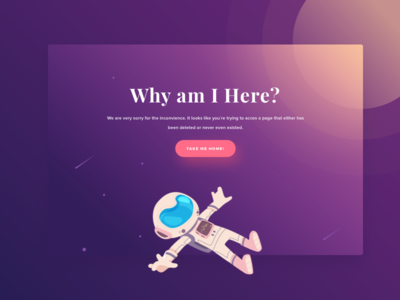 Why am I Here?
We are very sorry for the inconvience. It looks like you're trying to acces a page that either has
been deleted or never even existed.
TAKE ME HOME!